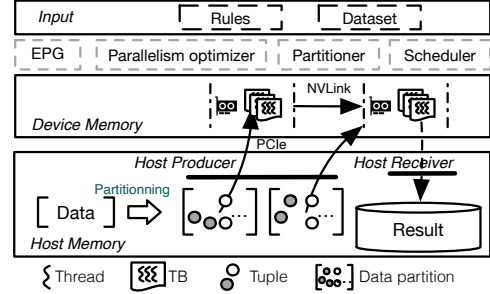 Input Rules Dataset
EPG Parallelism optimizer Partitioner Scheduler
NVLink
Device Memory
PCIe
Host Producer Host Receiver
Partitionning
[ Data ] ... ...
Result
Host Memory
Thread TB Tuple Data partition